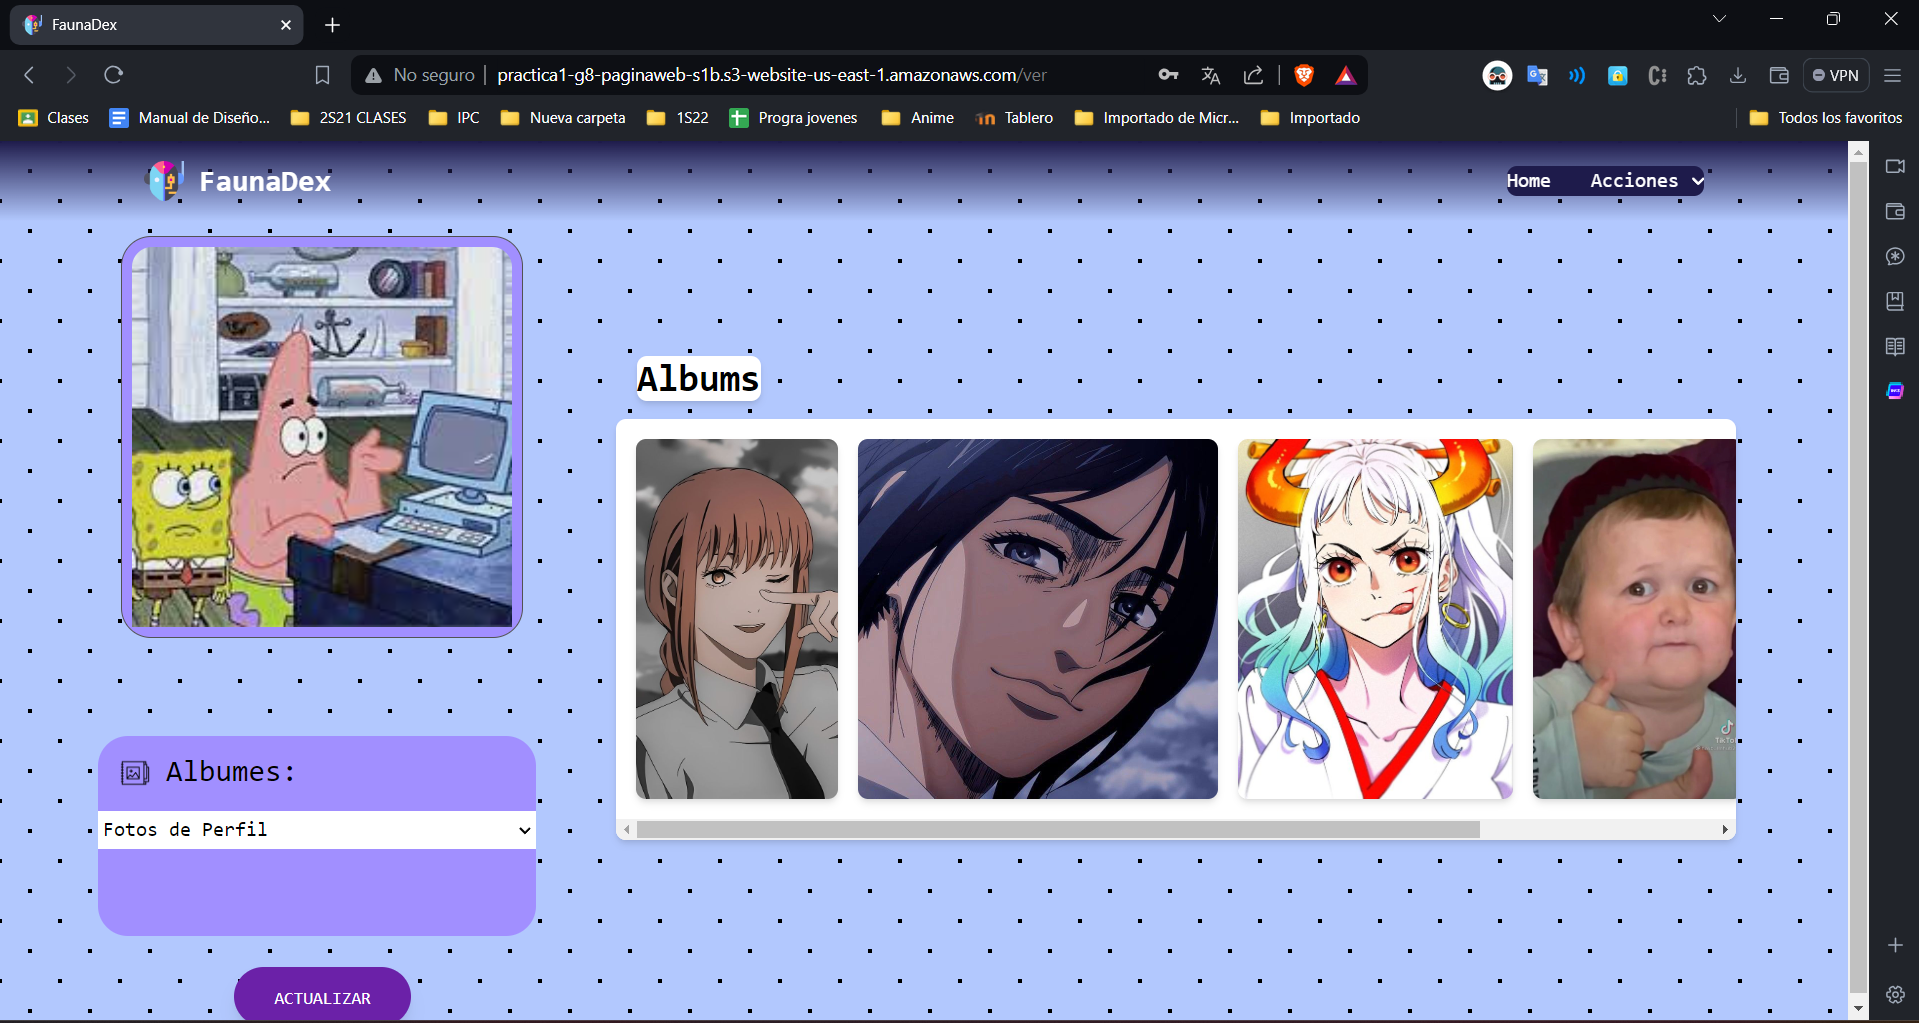 FaunaDex
No seguro practica1-g8-paginaweb-s1b.s3-website-us-east-1.amazonaws.com/ver
VPN
Clases Manual de Diseño... 2S21 CLASES IPC Nueva carpeta 1S22 Progra jovenes Anime Tablero Importado de Micr... Importado Todos los favoritos
FaunaDex Home Acciones
Albums
Albumes:
Fotos de Perfil
ACTUALIZAR